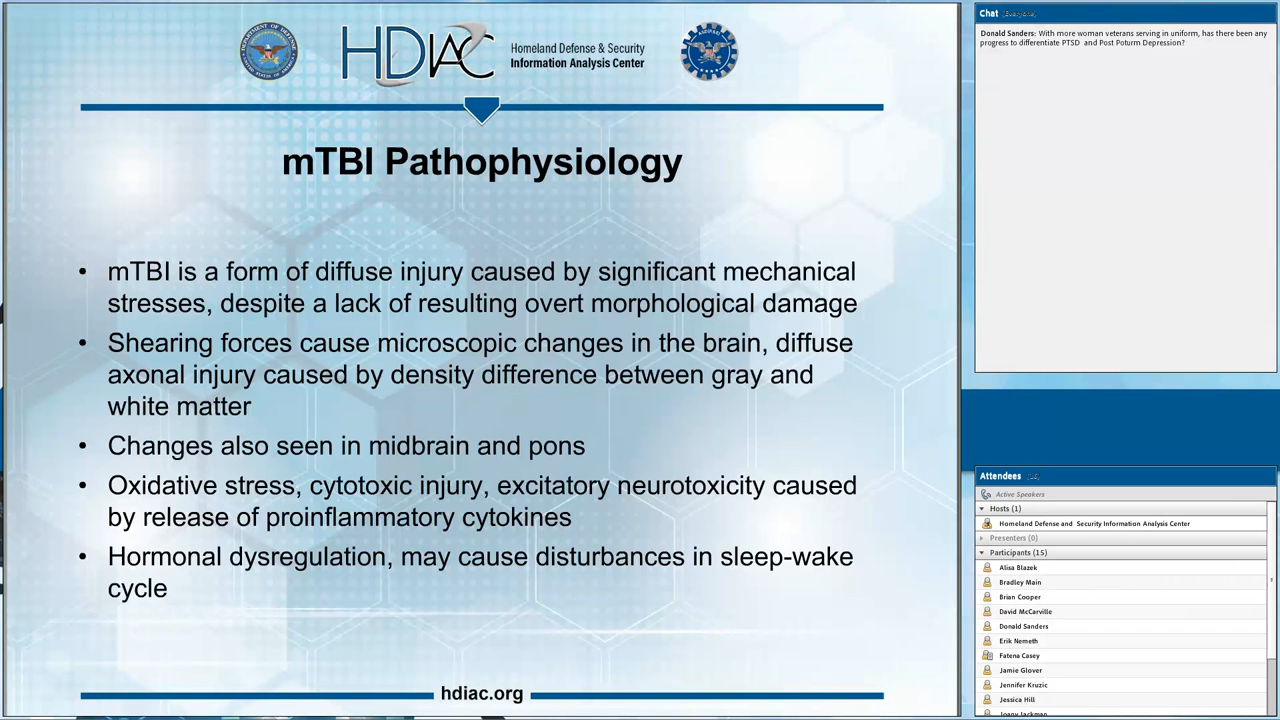 HDIAC
Homeland Defense & Security
Information Analysis Center
mTBI Pathophysiology
• mTBI is a form of diffuse injury caused by significant mechanical
stresses, despite a lack of resulting overt morphological damage
• Shearing forces cause microscopic changes in the brain, diffuse
axonal injury caused by density difference between gray and
white matter
• Changes also seen in midbrain and pons
• Oxidative stress, cytotoxic injury, excitatory neurotoxicity caused
by release of proinflammatory cytokines
• Hormonal dysregulation, may cause disturbances in sleep-wake
cycle
hdiac.org
Chat (Everyone)
Donald Sanders: With more woman veterans serving in uniform, has there been any
progress to differentiate PTSD and Post Poturm Depression?
Attendees
Active Speakers
Hosts (1)
Homeland Defense and Security Information Analysis Center
Presenters (0)
Participants (15)
Alisa Blazek
Bradley Main
Brian Cooper
David McCarville
Donald Sanders
Erik Nemeth
Fatena Casey
Jamie Glover
Jennifer Kruzic
Jessica Hill